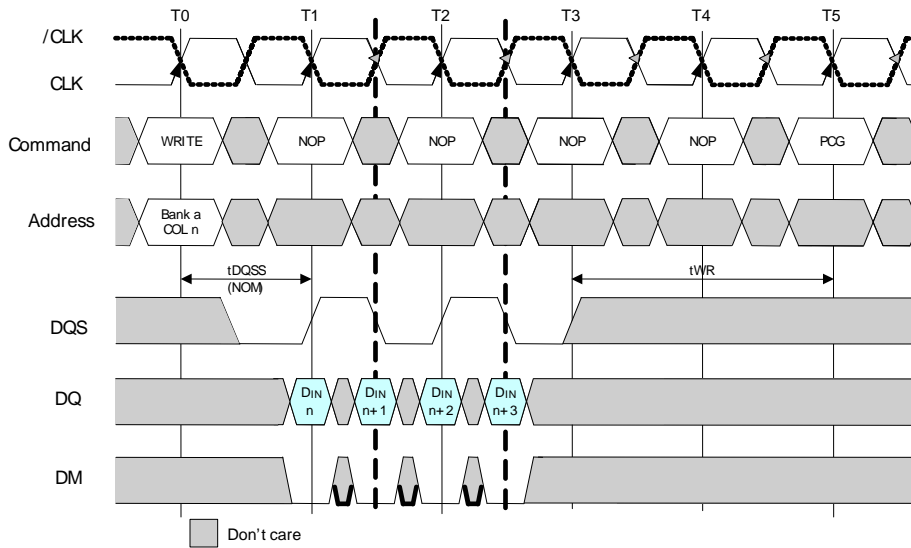 T0 T1 T2 T3 T4 T5
/CLK
CLK
Command WRITE NOP NOP NOP NOP PCG
Address Bank a
COL n
tDQSS
(NOM)
tWR
DQS
DQ DIN
n DIN
n+1 DIN
n+2 DIN
n+3
DM
Don't care